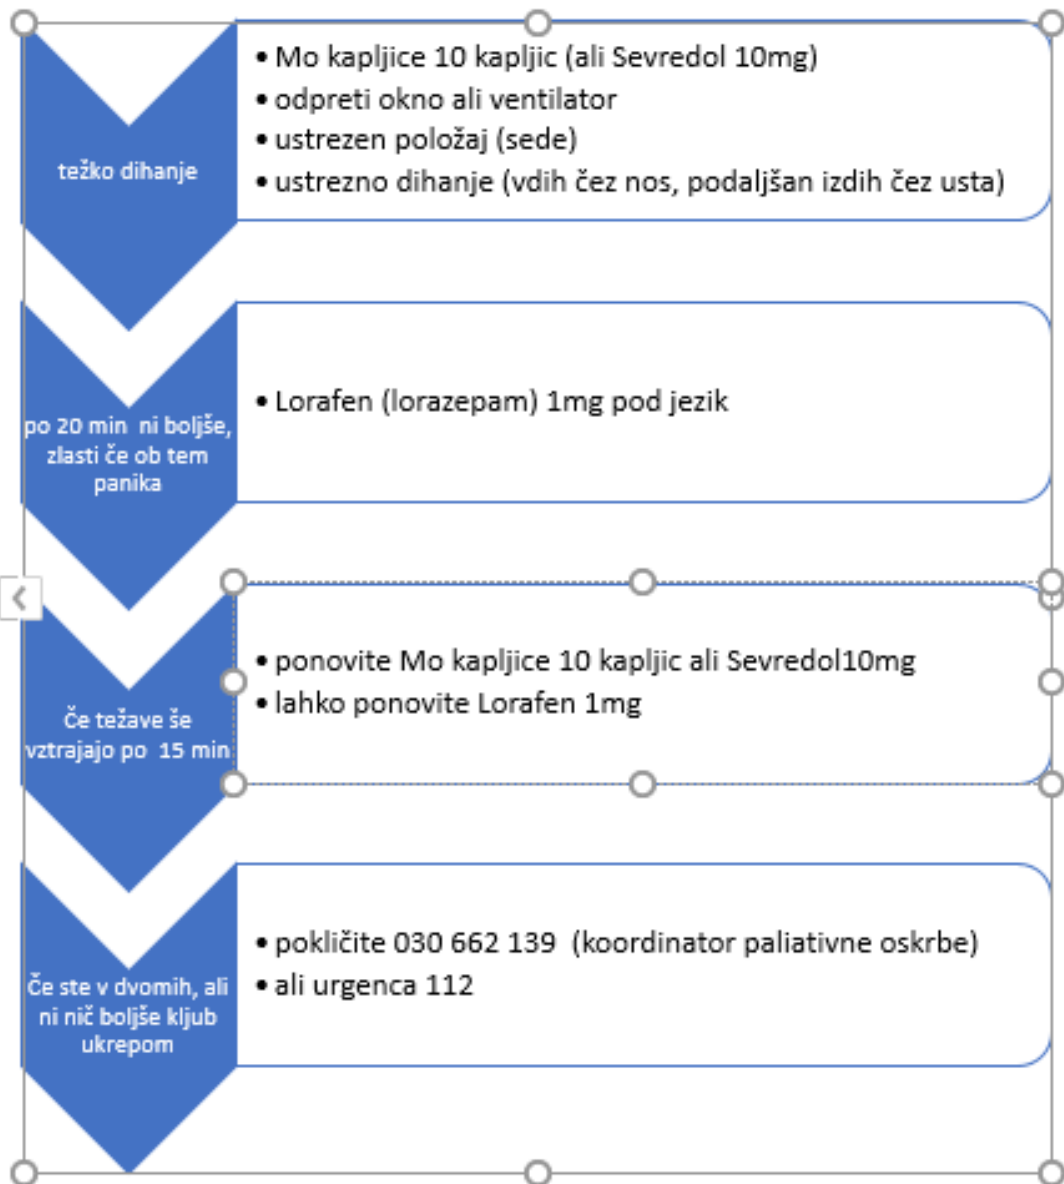 težko dihanje
• Mo kapljice 10 kapljic (ali Sevredol 10mg)
• odpreti okno ali ventilator
• ustrezen položaj (sede)
• ustrezno dihanje (vdih čez nos, podaljšan izdih čez usta)
po 20 min ni boljše,
zlasti če ob tem
panika
• Lorafen (lorazepam) 1mg pod jezik
Če težave še
vztrajajo po 15 min
• ponovite Mo kapljice 10 kapljic ali Sevredol10mg
• lahko ponovite Lorafen 1mg
Če ste v dvomih, ali
ni nič boljše kljub
ukrepom
• pokličite 030 662 139 (koordinator paliativne oskrbe)
• ali urgenca 112